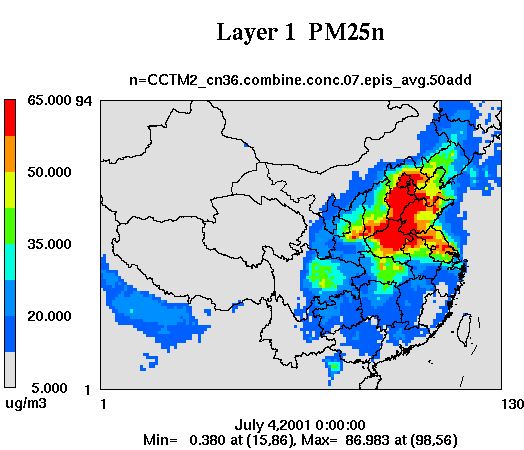 Layer 1 PM25n
n=CCTM2_cn36.combine.conc.07.epis_avg.50add
65.000 94
50.000
35.000
20.000
5.000 1
ug/m3
1 130
July 4,2001 0:00:00
Min= 0.380 at (15,86), Max= 86.983 at (98,56)